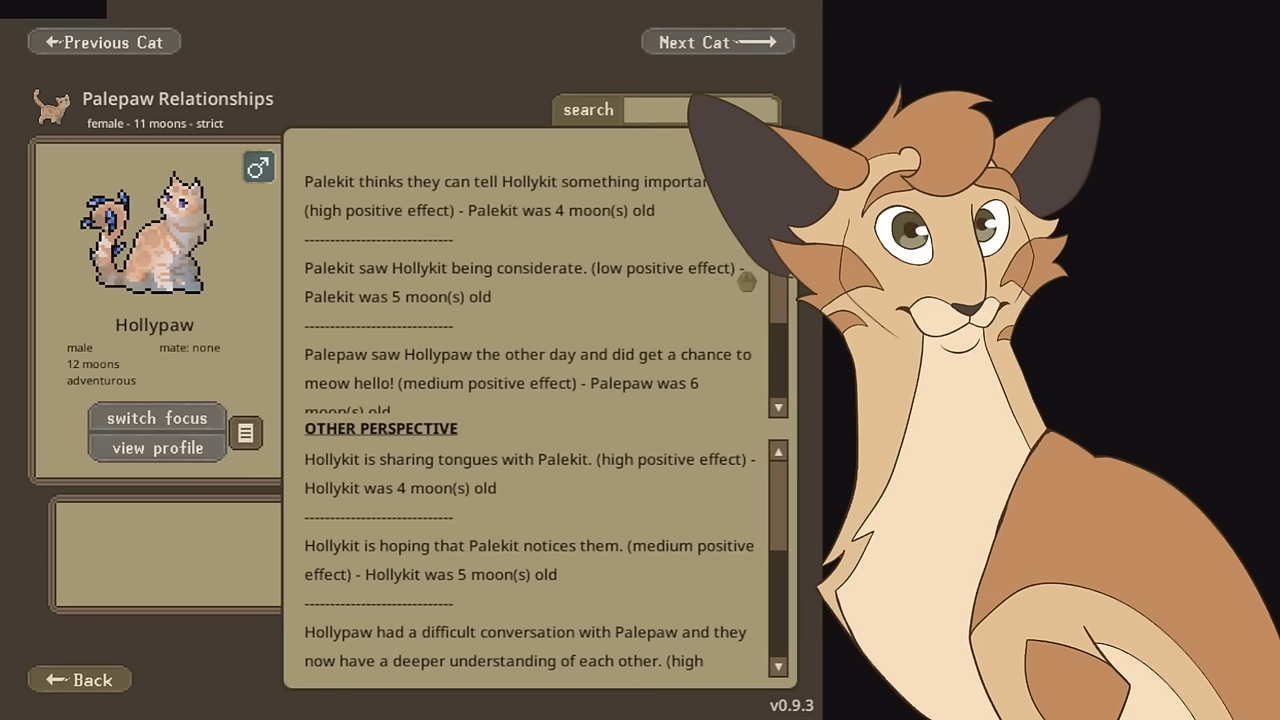 Previous Cat
Next Cat
Palepaw Relationships
search
female - 11 moons - strict
Palekit thinks they can tell Hollykit something
(high positive effect) - Palekit was 4 moon(s) old
------------------------------
Palekit saw Hollykit being considerate. (low positive effect) -
Palekit was 5 moon(s) old
------------------------------
Palepaw saw Hollypaw the other day and did get a chance to
meow hello! (medium positive effect) - Palepaw was 6
moon(s) old
Hollypaw
male
mate: none
12 moons
adventurous
switch focus
view profile
OTHER PERSPECTIVE
Hollykit is sharing tongues with Palekit. (high positive effect) -
Hollykit was 4 moon(s) old
------------------------------
Hollykit is hoping that Palekit notices them. (medium positive
effect) - Hollykit was 5 moon(s) old
------------------------------
Hollypaw had a difficult conversation with Palepaw and they
now have a deeper understanding of each other. (high
Back
v0.9.3